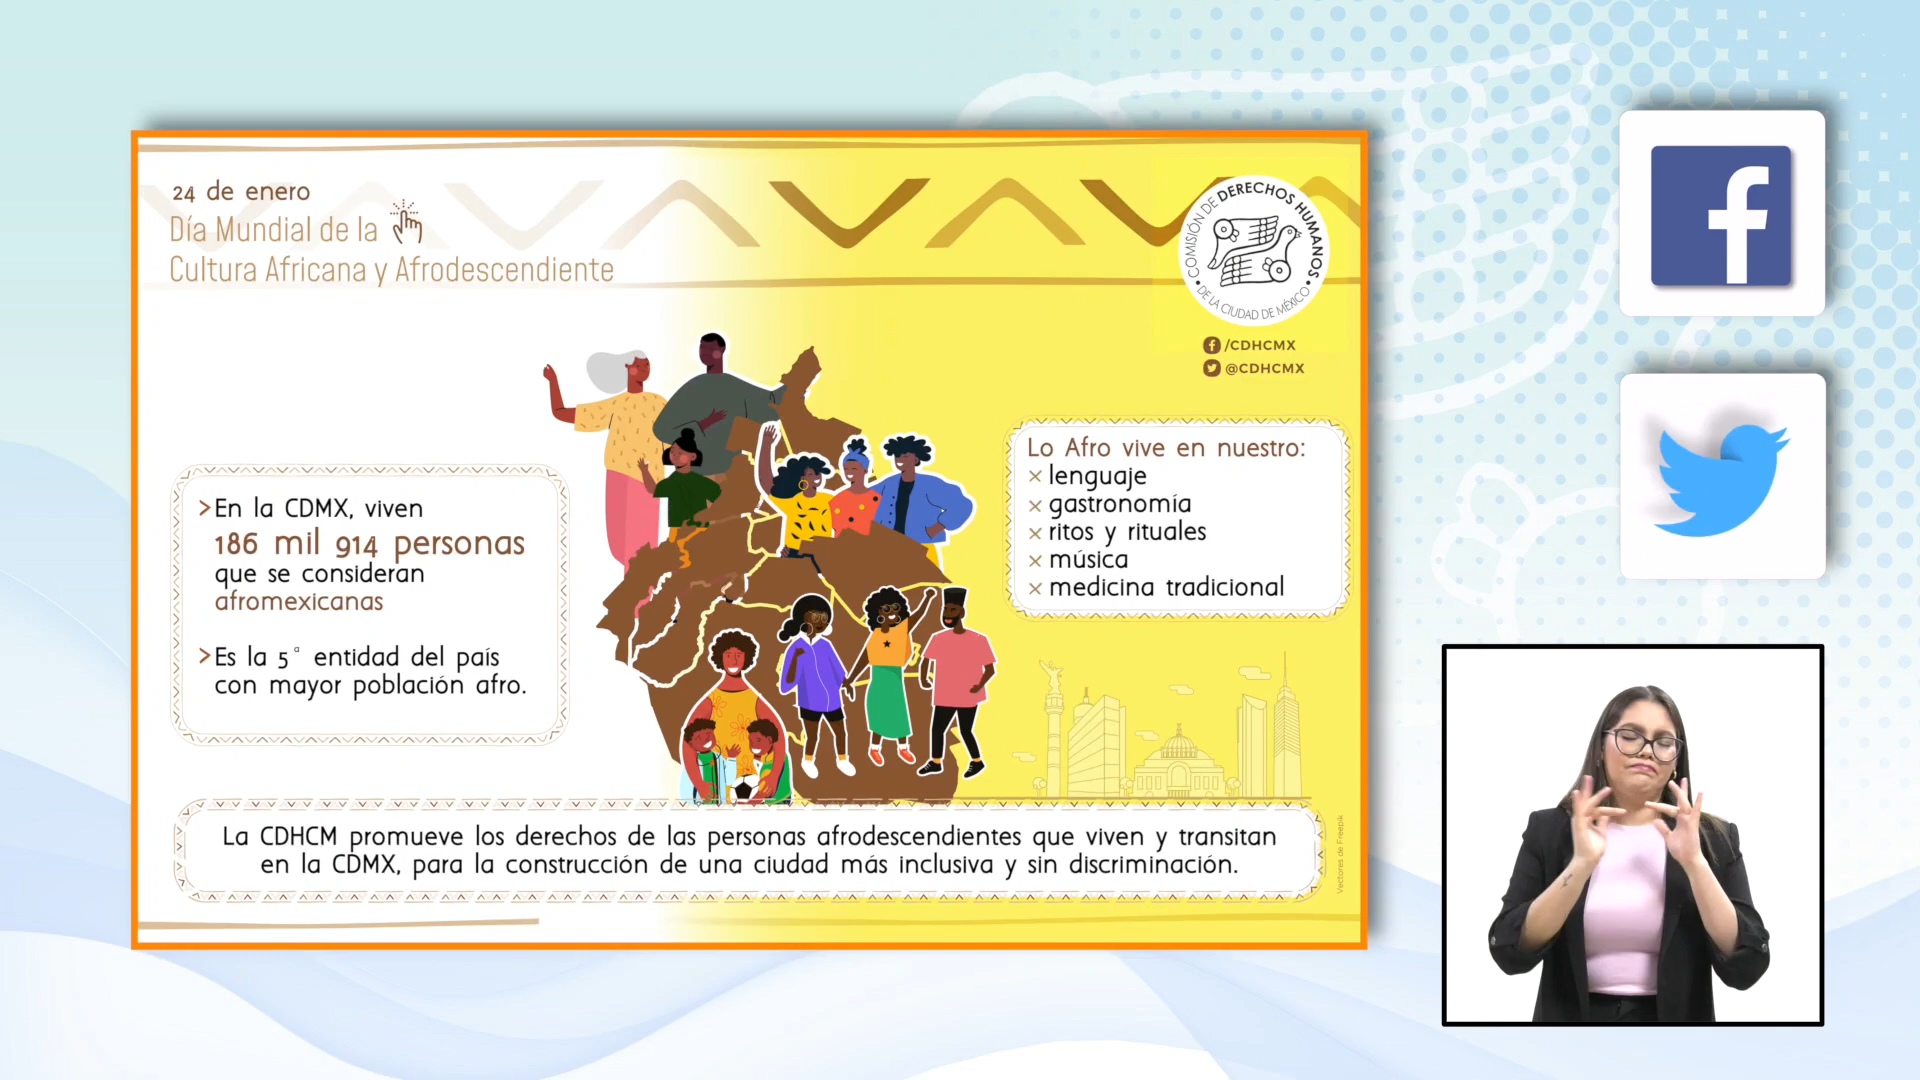 24 de enero
Día Mundial de la
Cultura Africana y Afrodescendiente
COMISIÓN DE DERECHOS HUMANOS
• DE LA CIUDAD DE MÉXICO •
/CDHCMX
@CDHCMX
>En la CDMX, viven
186 mil 914 personas
que se consideran
afromexicanas
>Es la 5ª entidad del país
con mayor población afro.
Lo Afro vive en nuestro:
× lenguaje
× gastronomía
× ritos y rituales
× música
× medicina tradicional
La CDHCM promueve los derechos de las personas afrodescendientes que viven y transitan
en la CDMX, para la construcción de una ciudad más inclusiva y sin discriminación.
Vectores de Freepik